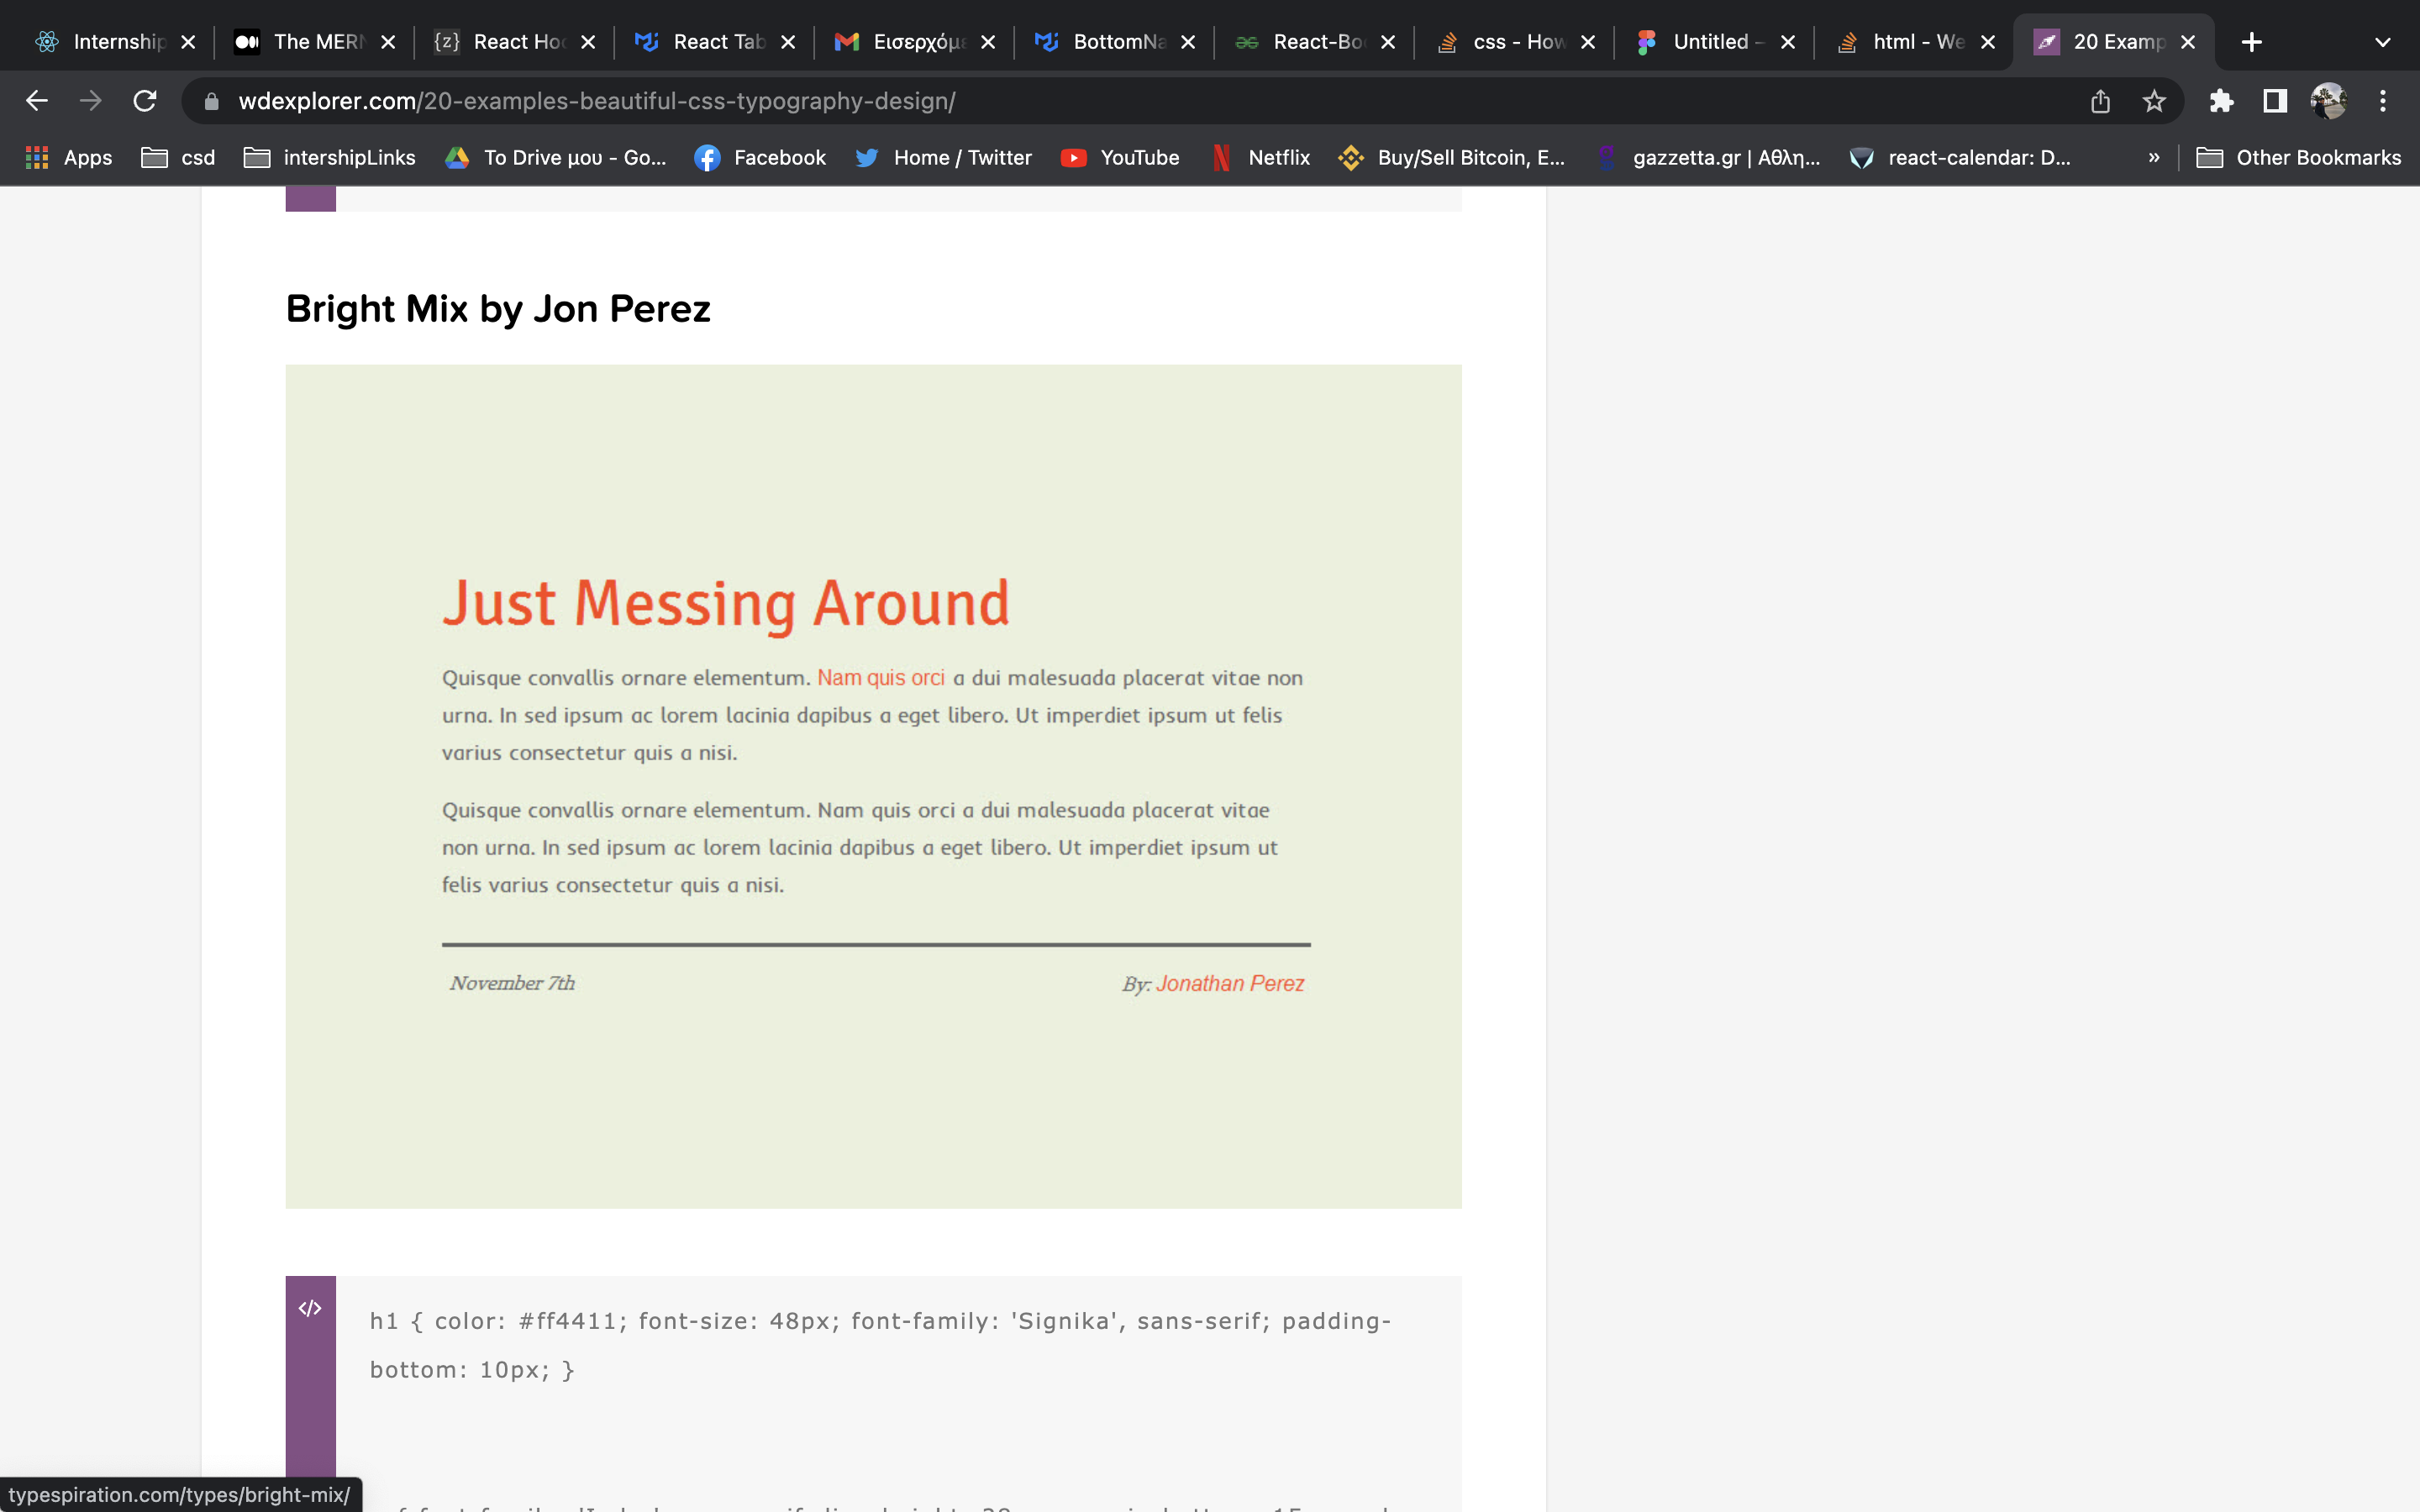 Internship
The MERN
{z}
React Hoo
React Tab
Εισερχόμε
BottomNa
React-Boo
css - How
Untitled –
html - We
20 Examp
wdexplorer.com/20-examples-beautiful-css-typography-design/
Apps
csd
intershipLinks
To Drive μου - Go...
Facebook
Home / Twitter
YouTube
Netflix
Buy/Sell Bitcoin, E...
gazzetta.gr | Αθλη...
react-calendar: D...
»
Other Bookmarks
Bright Mix by Jon Perez
Just Messing Around
Quisque convallis ornare elementum. Nam quis orci a dui malesuada placerat vitae non
urna. In sed ipsum ac lorem lacinia dapibus a eget libero. Ut imperdiet ipsum ut felis
varius consectetur quis a nisi.
Quisque convallis ornare elementum. Nam quis orci a dui malesuada placerat vitae
non urna. In sed ipsum ac lorem lacinia dapibus a eget libero. Ut imperdiet ipsum ut
felis varius consectetur quis a nisi.
November 7th
By: Jonathan Perez
</>
h1 { color: #ff4411; font-size: 48px; font-family: 'Signika', sans-serif; padding-
bottom: 10px; }
typespiration.com/types/bright-mix/